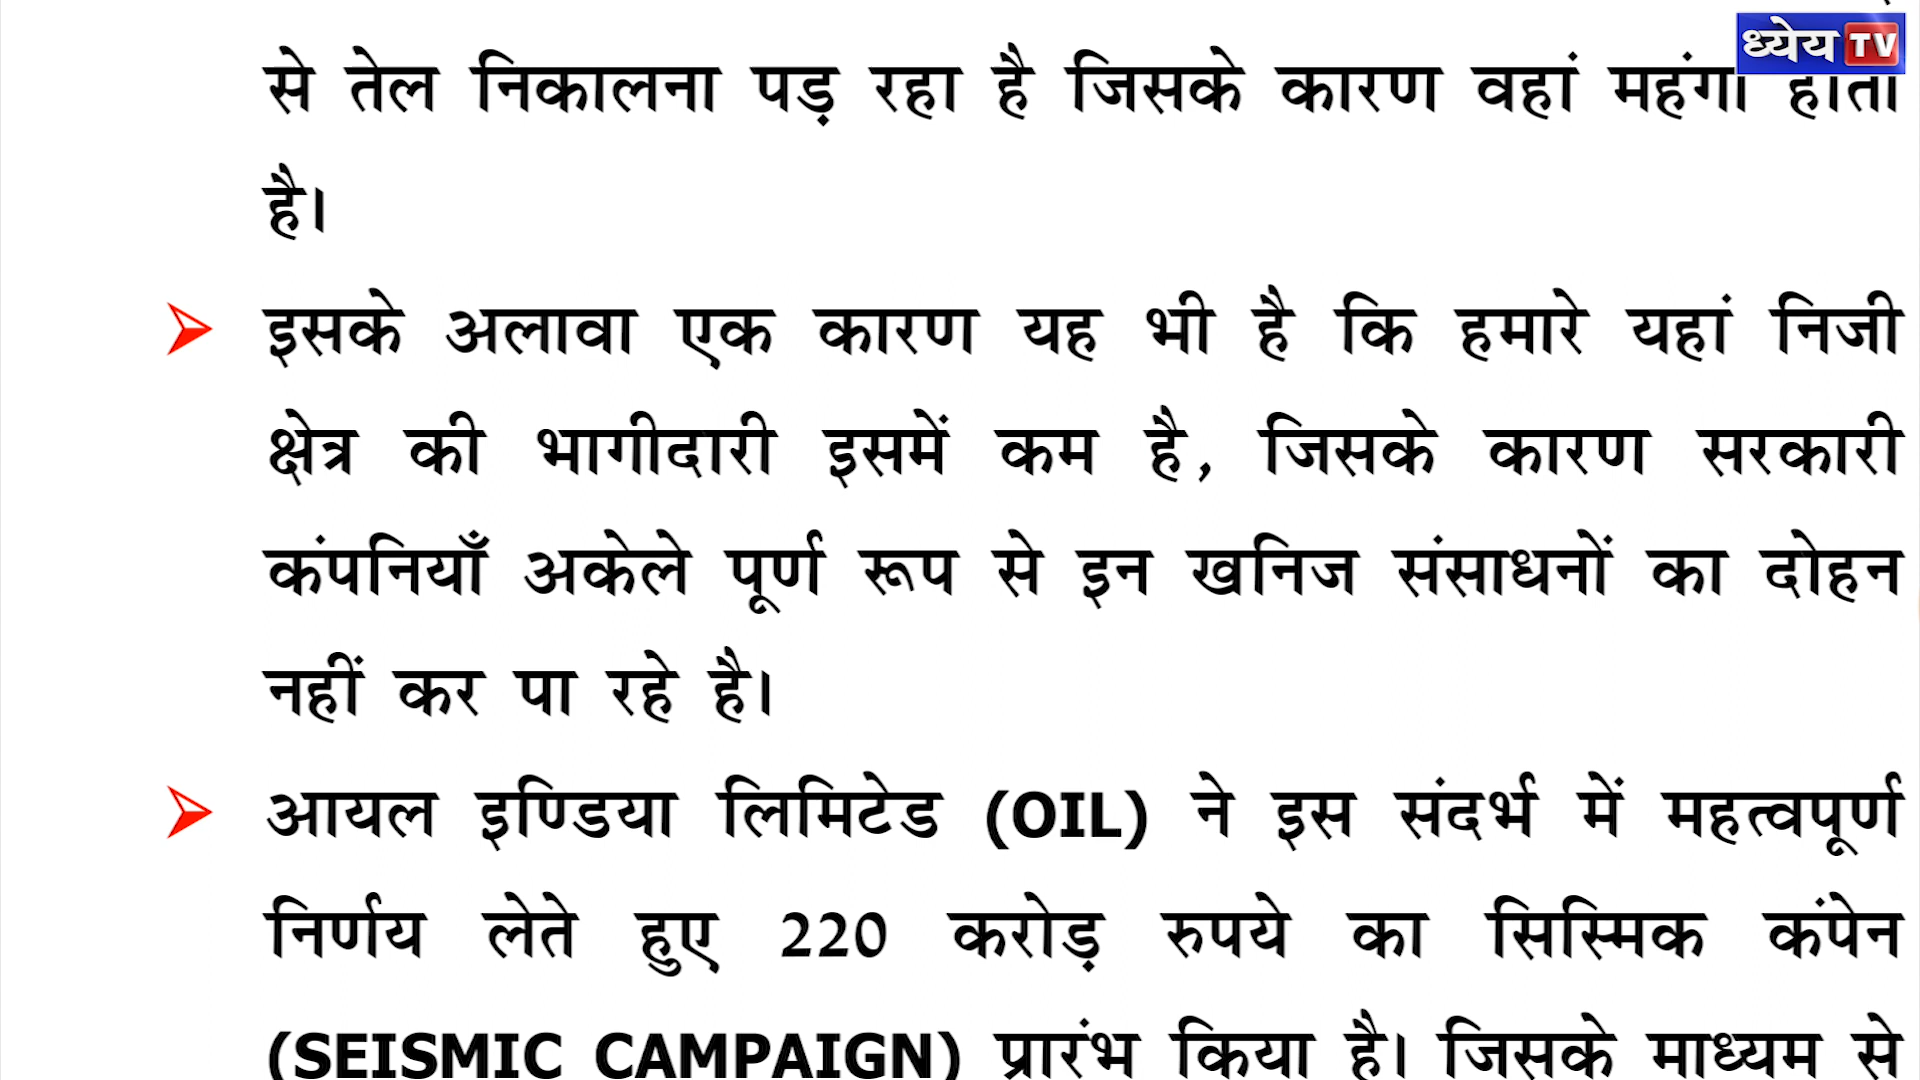 ध्येय TV
से तेल निकालना पड़ रहा है जिसके कारण वहां महंगा होता
है।
इसके अलावा एक कारण यह भी है कि हमारे यहां निजी
क्षेत्र की भागीदारी इसमें कम है, जिसके कारण सरकारी
कंपनियाँ अकेले पूर्ण रूप से इन खनिज संसाधनों का दोहन
नहीं कर पा रहे है।
आयल इण्डिया लिमिटेड (OIL) ने इस संदर्भ में महत्वपूर्ण
निर्णय लेते हुए 220 करोड़ रुपये का सिस्मिक कंपेन
(SEISMIC CAMPAIGN) प्रारंभ किया है। जिसके माध्यम से